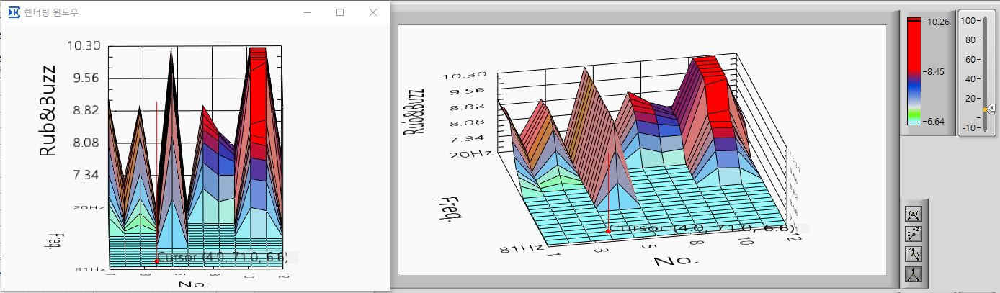 렌더링 윈도우
10.30
9.56
8.82
8.08
7.34
20Hz
81Hz
Rub&Buzz
Freq.
1
3
5
8
10
12
No.
Cursor (4.0, 71.0, 6.6)
10.30
9.56
8.82
8.08
7.34
20Hz
81Hz
Rub&Buzz
Freq.
1
3
5
8
10
12
No.
Cursor (4.0, 71.0, 6.6)
10.26
8.45
6.64
100
80
60
40
20
0
-10